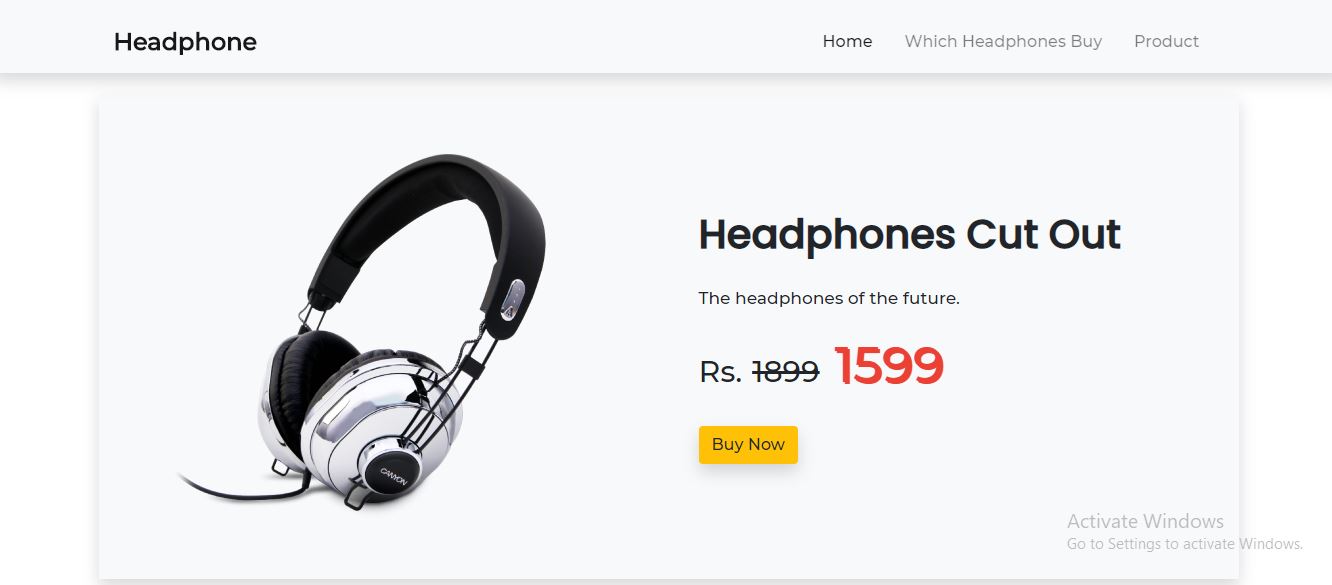 Headphone
Home Which Headphones Buy Product
Headphones Cut Out
The headphones of the future.
Rs. 1899 1599
Buy Now
CANYON
Activate Windows
Go to Settings to activate Windows.